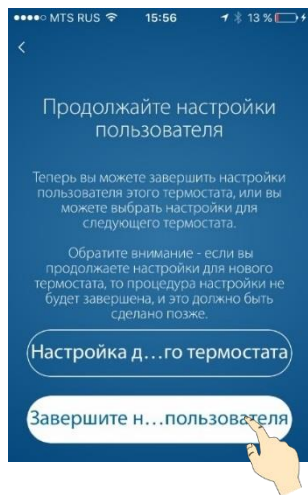 MTS RUS 15:56 13 %
Продолжайте настройки
пользователя
Теперь вы можете завершить настройки
пользователя этого термостата, или вы
можете выбрать настройки для
следующего термостата.
Обратите внимание - если вы
продолжаете настройки для нового
термостата, то процедура настройки не
будет завершена, и это должно быть
сделано позже.
Настройка д...го термостата
Завершите н...пользователя